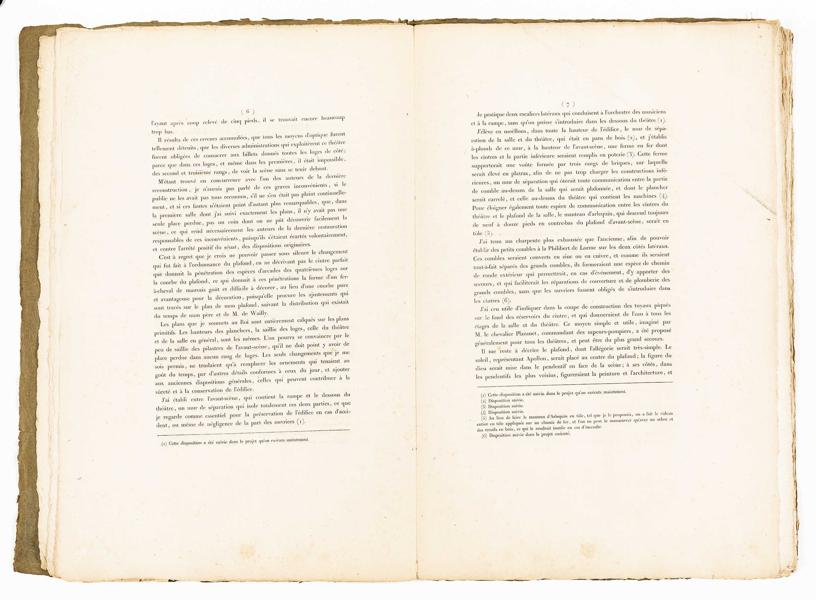 ( 6 )
l'ayant après coup relevé de cinq pieds, il se trouvait encore beaucoup
trop bas.
Il résulta de ces erreurs accumulées, que tous les moyens d'optique furent
tellement détruits, que les diverses administrations qui exploitèrent ce théâtre
furent obligées de consacrer aux billets donnés toutes les loges de côté;
parce que dans ces loges, et même dans les premières, il était impossible,
des second et troisième rangs, de voir la scène sans se tenir debout.
M'étant trouvé en concurrence avec l'un des auteurs de la dernière
reconstruction, je n'aurais pas parlé de ces graves inconvénients, si le
public ne les avait pas tous reconnus, s'il ne s'en était pas plaint continuelle-
ment, et si ces fautes n'étaient point d'autant plus remarquables, que, dans
la première salle dont j'ai suivi exactement les plans, il n'y avait pas une
seule place perdue, pas un coin dont on ne pût découvrir facilement la
scène, ce qui rend nécessairement les auteurs de la dernière restauration
responsables de ces inconvénients, puisqu'ils s'étaient écartés volontairement,
et contre l'arrêté positif du sénat, des dispositions originaires.
C'est à regret que je crois ne pouvoir passer sous silence le changement
qui fut fait à l'ordonnance du plafond, en ne décrivant pas le cintre parfait
que donnait la pénétration des espèces d'arcades des quatrièmes loges sur
la courbe du plafond, ce qui donnait à ces pénétrations la forme d'un fer-
à-cheval de mauvais goût et difficile à décorer, au lieu d'une courbe pure
et avantageuse pour la décoration, puisqu'elle procure les ajustements qui
sont tracés sur le plan de mon plafond, suivant la distribution qui existait
du temps de mon père et de M. de Wailly.
Les plans que je soumets au Roi sont entièrement calqués sur les plans
primitifs. Les hauteurs des planchers, la saillie des loges, celle du théâtre
et de la salle en général, sont les mêmes. L'on pourra se convaincre par le
peu de saillie des pilastres de l'avant-scène, qu'il ne doit point y avoir de
place perdue dans aucun rang de loges. Les seuls changements que je me
sois permis, ne tendaient qu'à remplacer les ornements qui tenaient au
goût du temps, par d'autres détails conformes à ceux du jour, et ajouter
aux anciennes dispositions générales, celles qui peuvent contribuer à la
sûreté et à la conservation de l'édifice.
J'ai établi entre l'avant-scène, qui contient la rampe et le dessous du
théâtre, un mur de séparation qui isole totalement ces deux parties, ce que
je regarde comme essentiel pour la préservation de l'édifice en cas d'acci-
dent, ou même de négligence de la part des ouvriers (1).
(1) Cette disposition a été suivie dans le projet qu'on exécute maintenant.
( 7 )
Je pratique deux escaliers latéraux qui conduisent à l'orchestre des musiciens
et à la rampe, sans qu'on puisse s'introduire dans les dessous du théâtre (1).
J'élève en moëllons, dans toute la hauteur de l'édifice, le mur de sépa-
ration de la salle et du théâtre, qui était en pans de bois (2), et j'établis
à-plomb de ce mur, à la hauteur de l'avant-scène, une ferme en fer dont
les cintres et la partie inférieure seraient remplis en poterie (3). Cette ferme
supporterait une voûte formée par trois rangs de briques, sur laquelle
serait élevé en plâtras, afin de ne pas trop charger les constructions infé-
rieures, un mur de séparation qui ôterait toute communication entre la partie
de comble au-dessus de la salle qui serait plafonnée, et dont le plancher
serait carrelé, et celle au-dessus du théâtre qui contient les machines (4).
Pour éloigner également toute espèce de communication entre les cintres du
théâtre et le plafond de la salle, le manteau d'arlequin, qui descend toujours
de neuf à douze pieds en contre-bas du plafond d'avant-scène, serait en
tôle (5).
J'ai tenu ma charpente plus exhaussée que l'ancienne, afin de pouvoir
établir des petits combles à la Philibert de Lorme sur les deux côtés latéraux.
Ces combles seraient couverts en zinc ou en cuivre, et comme ils seraient
tout-à-fait séparés des grands combles, ils formeraient une espèce de chemin
de ronde extérieur qui permettrait, en cas d'évènement, d'y apporter des
secours, et qui faciliterait les réparations de couverture et de plomberie des
grands combles, sans que les ouvriers fussent obligés de s'introduire dans
les cintres (6).
J'ai cru utile d'indiquer dans la coupe de construction des tuyaux piqués
sur le fond des réservoirs du cintre, et qui donneraient de l'eau à tous les
étages de la salle et du théâtre. Ce moyen simple et utile, imaginé par
M. le chevalier Plazanet, commandant des sapeurs-pompiers, a été proposé
généralement pour tous les théâtres, et peut être du plus grand secours.
Il me reste à décrire le plafond, dont l'allégorie serait très-simple. Le
soleil, représentant Apollon, serait placé au centre du plafond; la figure du
dieu serait mise dans le pendentif en face de la scène; à ses côtés, dans
les pendentifs les plus voisins, figureraient la peinture et l'architecture, et
(1) Cette disposition a été suivie dans le projet qu'on exécute maintenant.
(2) Disposition suivie.
(3) Disposition suivie.
(4) Disposition suivie.
(5) Au lieu de faire le manteau d'Arlequin en tôle, tel que je le proposais, on a fait le rideau
entier en tôle appliquée sur un chassis de fer, et l'on ne peut le manœuvrer qu'avec un arbre et
des treuils en bois, ce qui le rendrait inutile en cas d'incendie.
(6) Disposition suivie dans le projet exécuté.